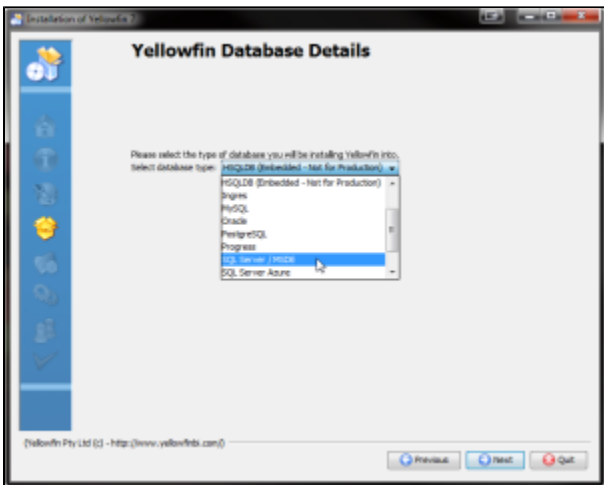 Installation of Yellowfin 7
Yellowfin Database Details
Please select the type of database you will be installing Yellowfin into.
Select database type: HSQLDB (Embedded - Not for Production)
HSQLDB (Embedded - Not for Production)
Ingres
MySQL
Oracle
PostgreSQL
Progress
SQL Server / MSDE
SQL Server Azure
(Yellowfin Pty Ltd (c) - http://www.yellowfinbi.com/)
Previous
Next
Quit